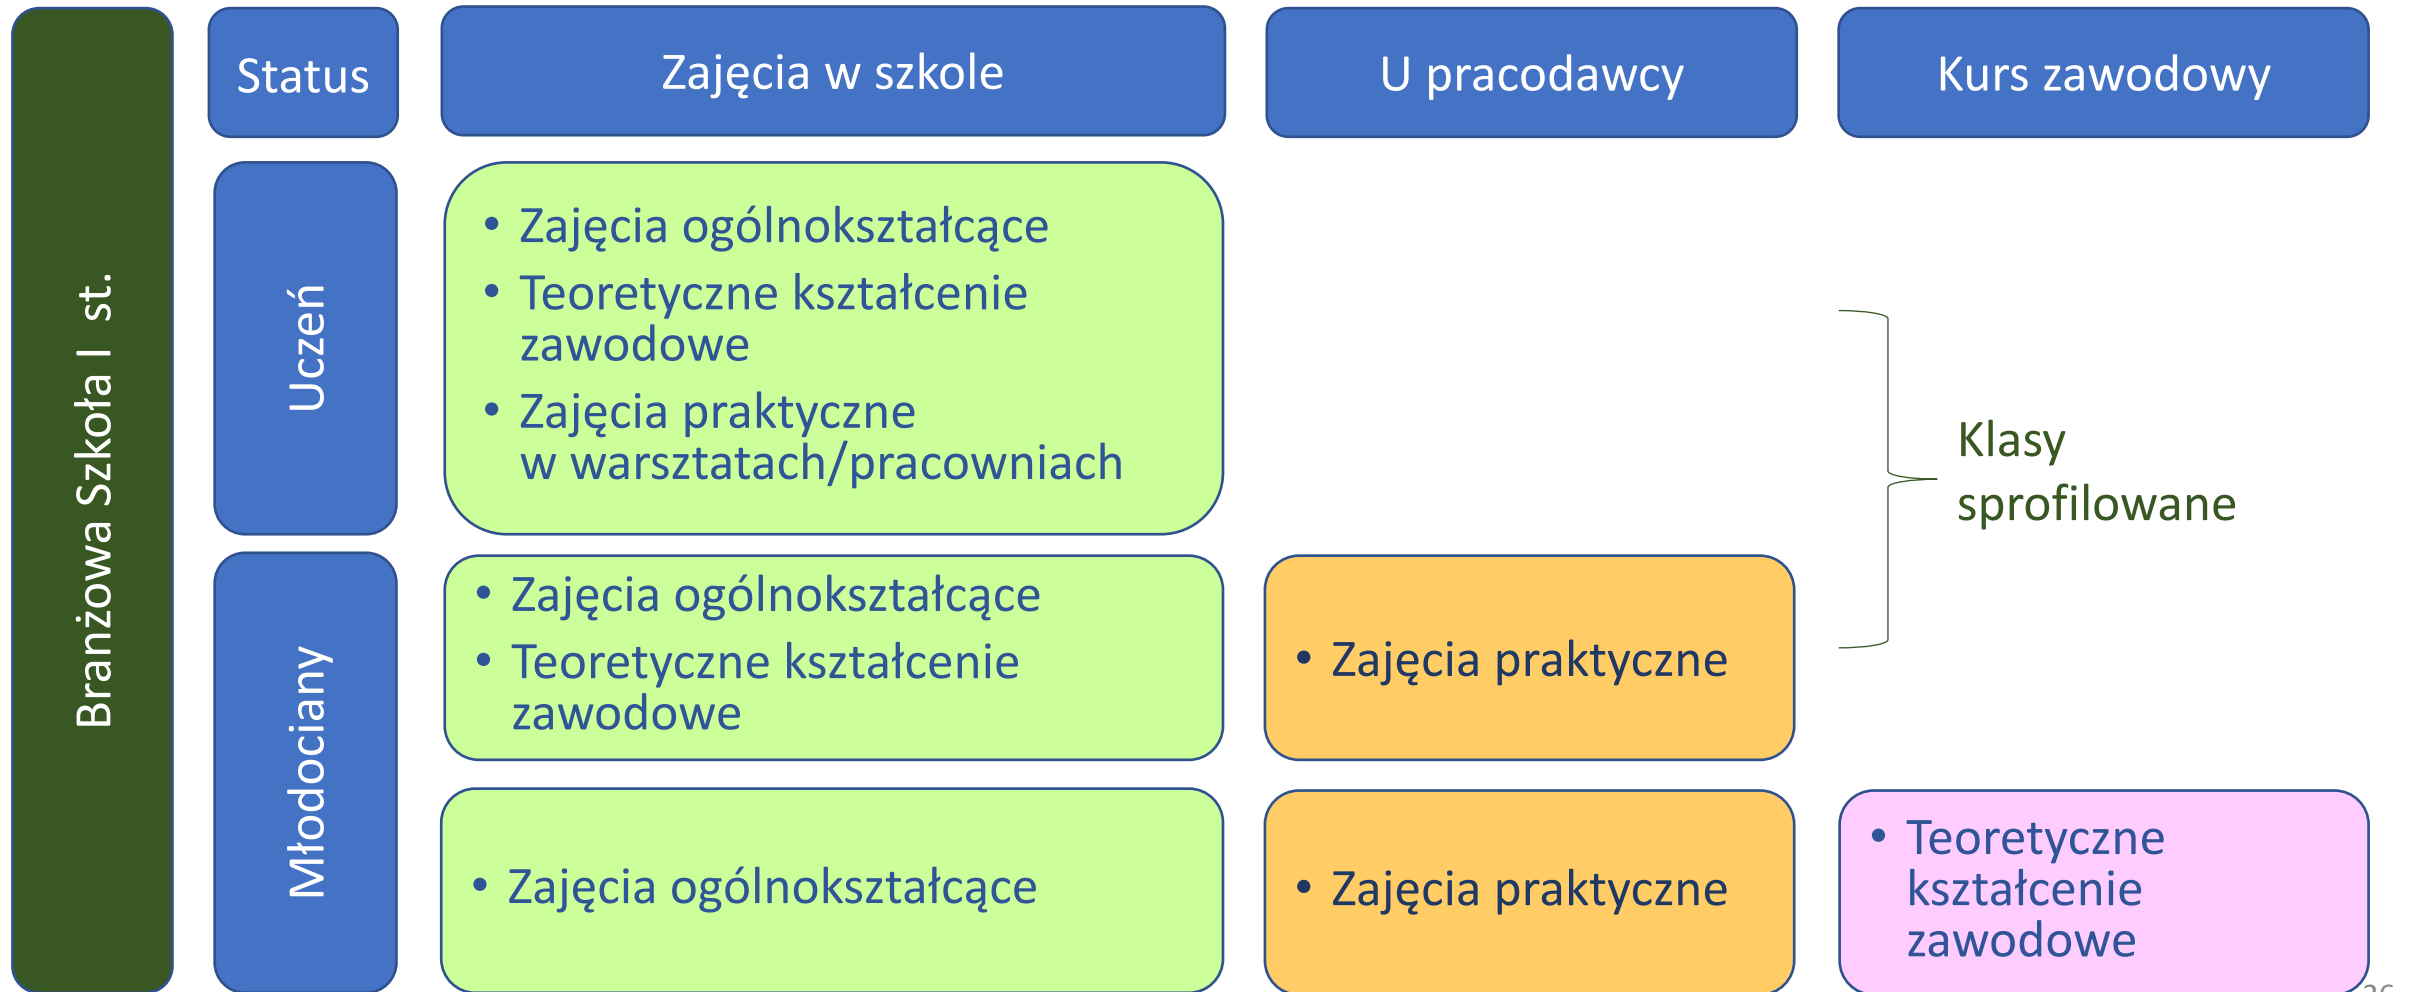 Branżowa Szkoła I st.
Status
Zajęcia w szkole
U pracodawcy
Kurs zawodowy
Uczeń
• Zajęcia ogólnokształcące
• Teoretyczne kształcenie
zawodowe
• Zajęcia praktyczne
w warsztatach/pracowniach
Klasy
sprofilowane
Młodociany
• Zajęcia ogólnokształcące
• Teoretyczne kształcenie
zawodowe
• Zajęcia praktyczne
• Zajęcia ogólnokształcące
• Zajęcia praktyczne
• Teoretyczne
kształcenie
zawodowe